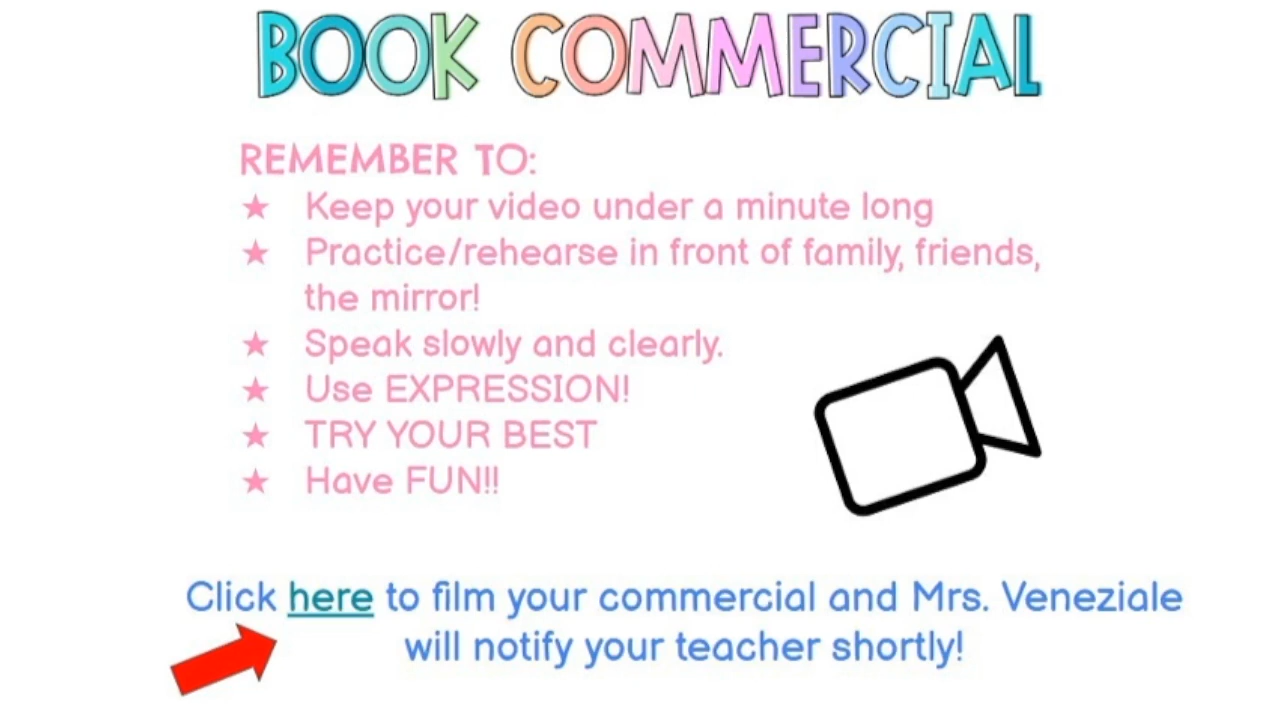 BOOK COMMERCIAL
REMEMBER TO:
★ Keep your video under a minute long
★ Practice/rehearse in front of family, friends,
the mirror!
★ Speak slowly and clearly.
★ Use EXPRESSION!
★ TRY YOUR BEST
★ Have FUN!!
Click here to film your commercial and Mrs. Veneziale
will notify your teacher shortly!